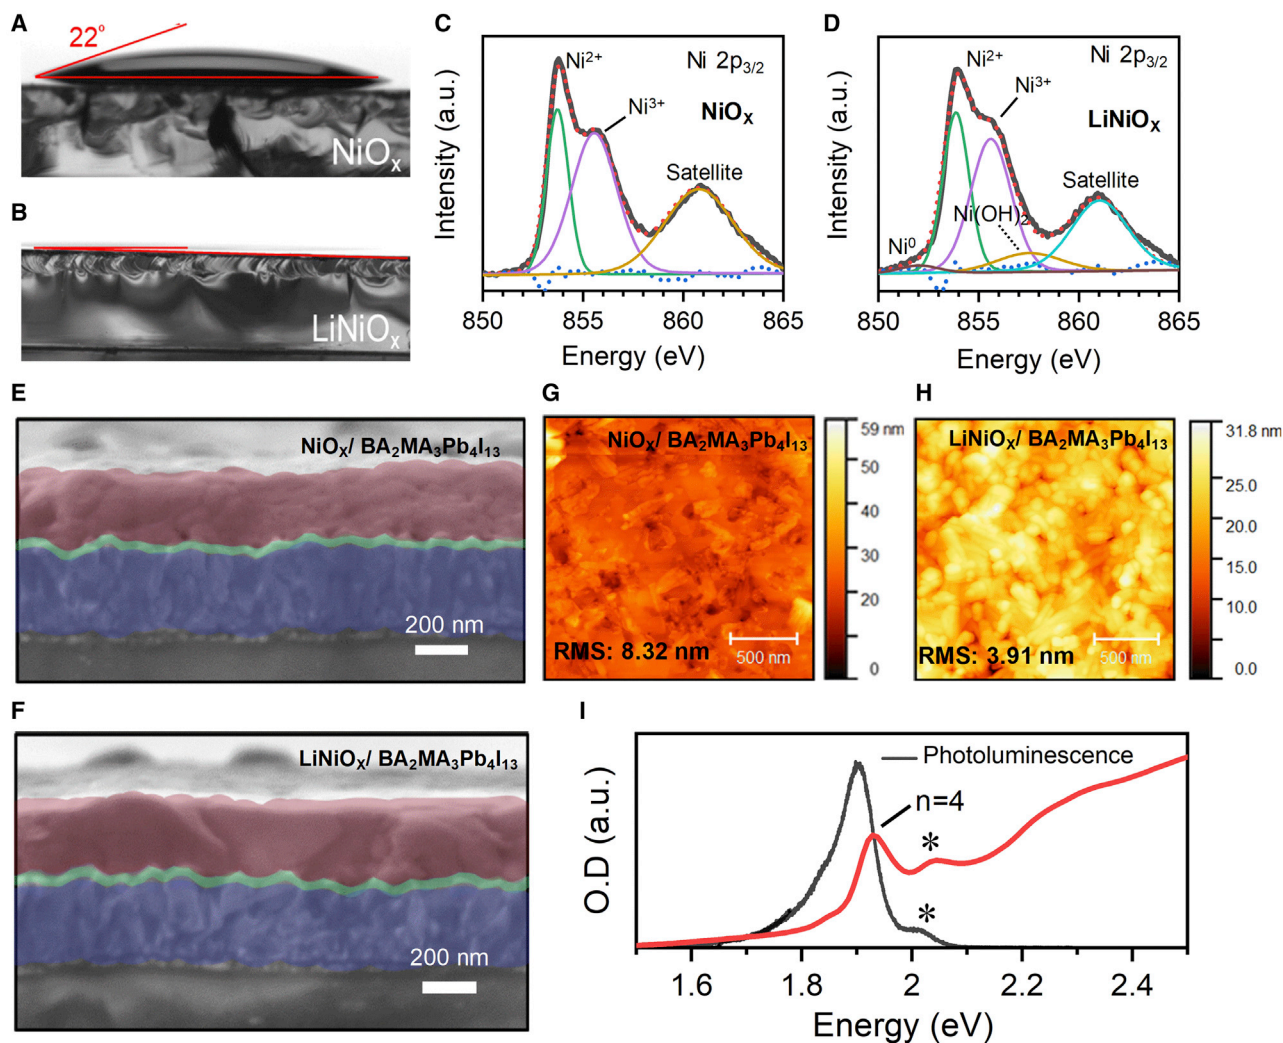 A
22°
NiOₓ
B
LiNiOₓ
C
Intensity (a.u.)
Ni²⁺
Ni³⁺
Ni 2p₃/₂
NiOₓ
Satellite
850 855 860 865
Energy (eV)
D
Intensity (a.u.)
Ni²⁺
Ni³⁺
Ni 2p₃/₂
LiNiOₓ
Satellite
Ni(OH)₂
Ni⁰
850 855 860 865
Energy (eV)
E
NiOₓ/ BA₂MA₃Pb₄I₁₃
200 nm
F
LiNiOₓ/ BA₂MA₃Pb₄I₁₃
200 nm
G
NiOₓ/ BA₂MA₃Pb₄I₁₃
RMS: 8.32 nm
500 nm
59 nm
50
40
30
20
10
0
H
LiNiOₓ/ BA₂MA₃Pb₄I₁₃
RMS: 3.91 nm
500 nm
31.8 nm
25.0
20.0
15.0
10.0
0.0
I
O.D (a.u.)
Photoluminescence
n=4
*
*
1.6 1.8 2 2.2 2.4
Energy (eV)